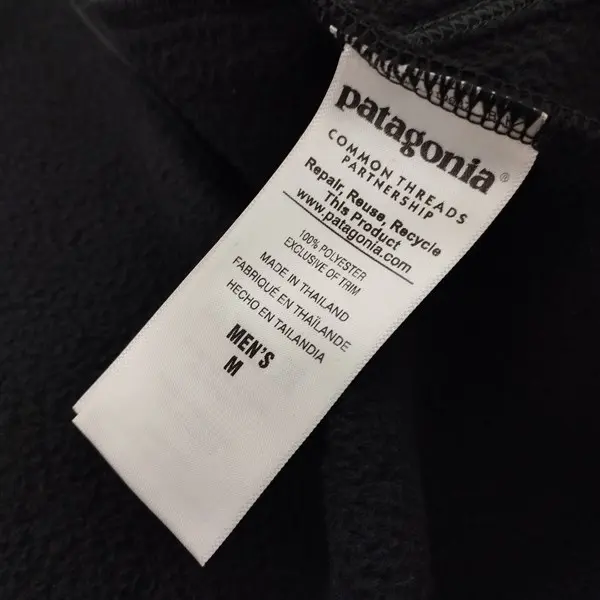 patagonia®
COMMON THREADS
PARTNERSHIP
Repair, Reuse, Recycle
This Product
www.patagonia.com
100% POLYESTER
EXCLUSIVE OF TRIM
MADE IN THAILAND
FABRIQUÉ EN THAÏLANDE
HECHO EN TAILANDIA
MEN'S
M